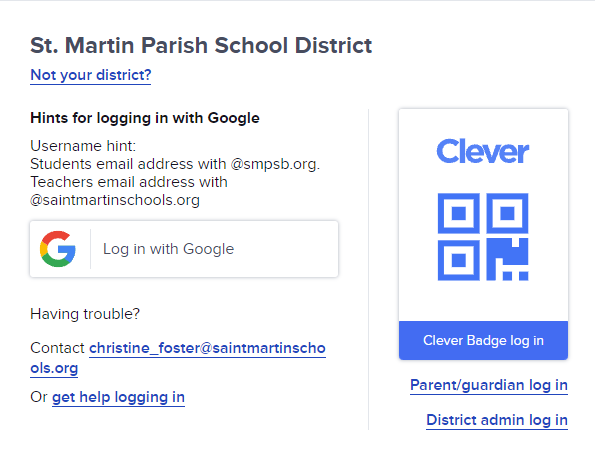 St. Martin Parish School District
Not your district?
Hints for logging in with Google
Username hint:
Students email address with @smpsb.org.
Teachers email address with
@saintmartinschools.org
Log in with Google
Having trouble?
Contact christine_foster@saintmartinscho
ols.org
Or get help logging in
Clever
Clever Badge log in
Parent/guardian log in
District admin log in